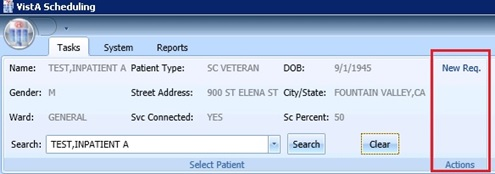 VistA Scheduling
Tasks System Reports
Name: TEST,INPATIENT A Patient Type: SC VETERAN DOB: 9/1/1945 New Req.
Gender: M Street Address: 900 ST ELENA ST City/State: FOUNTAIN VALLEY,CA
Ward: GENERAL Svc Connected: YES Sc Percent: 50
Search: TEST,INPATIENT A Search Clear
Select Patient Actions